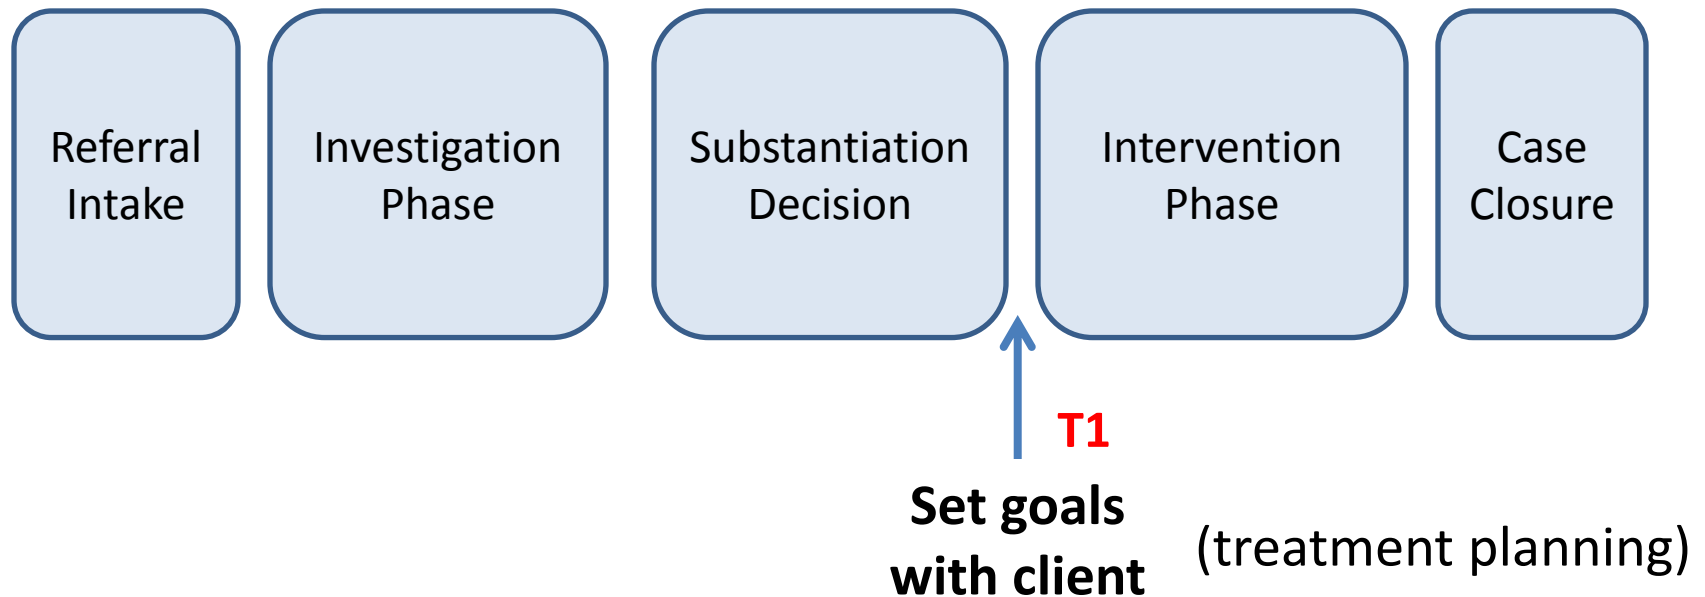 Referral
Intake
Investigation
Phase
Substantiation
Decision
Intervention
Phase
Case
Closure
T1
Set goals
with client
(treatment planning)